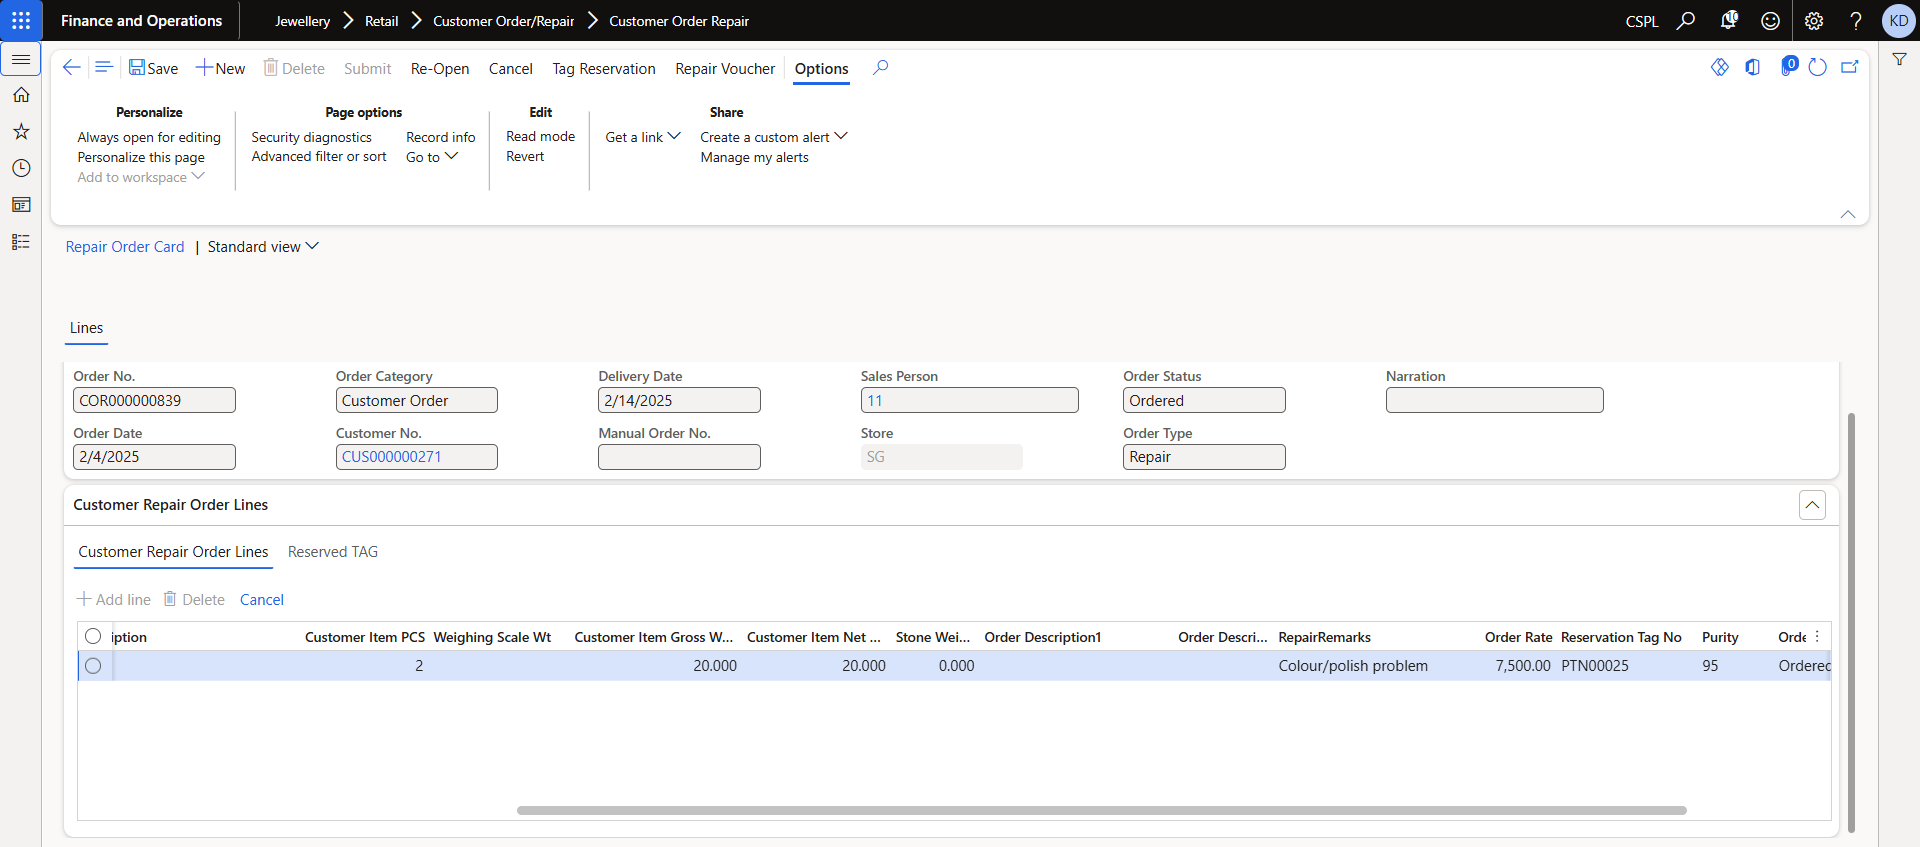 Finance and Operations
Jewellery
Retail
Customer Order/Repair
Customer Order Repair
CSPL
KD
Save
New
Delete
Submit
Re-Open
Cancel
Tag Reservation
Repair Voucher
Options
0
Personalize
Always open for editing
Personalize this page
Add to workspace
Page options
Security diagnostics
Advanced filter or sort
Record info
Go to
Edit
Read mode
Revert
Share
Get a link
Create a custom alert
Manage my alerts
Repair Order Card | Standard view
Lines
Order No. Order Category Delivery Date Sales Person Order Status Narration
COR000000839 Customer Order 2/14/2025 11 Ordered
Order Date Customer No. Manual Order No. Store Order Type
2/4/2025 CUS000000271 SG Repair
Customer Repair Order Lines
Customer Repair Order Lines Reserved TAG
Add line Delete Cancel
iption Customer Item PCS Weighing Scale Wt Customer Item Gross W... Customer Item Net ... Stone Wei... Order Description1 Order Descri... RepairRemarks Order Rate Reservation Tag No Purity Orde
2 20.000 20.000 0.000 Colour/polish problem 7,500.00 PTN00025 95 Ordered